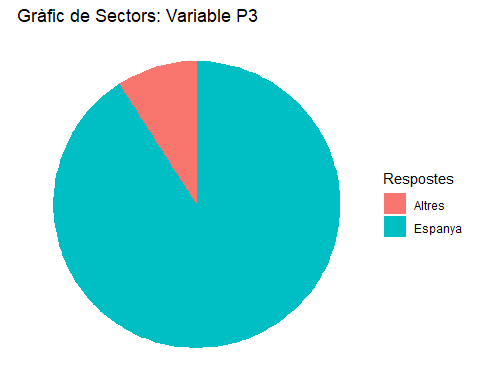 Gràfic de Sectors: Variable P3
Respostes
Altres
Espanya